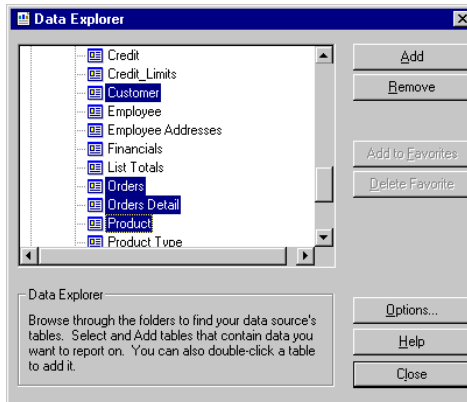 Data Explorer
Credit
Credit_Limits
Customer
Employee
Employee Addresses
Financials
List Totals
Orders
Orders Detail
Product
Product Type
Add
Remove
Add to Favorites
Delete Favorite
Data Explorer
Browse through the folders to find your data source's
tables. Select and Add tables that contain data you
want to report on. You can also double-click a table
to add it.
Options...
Help
Close